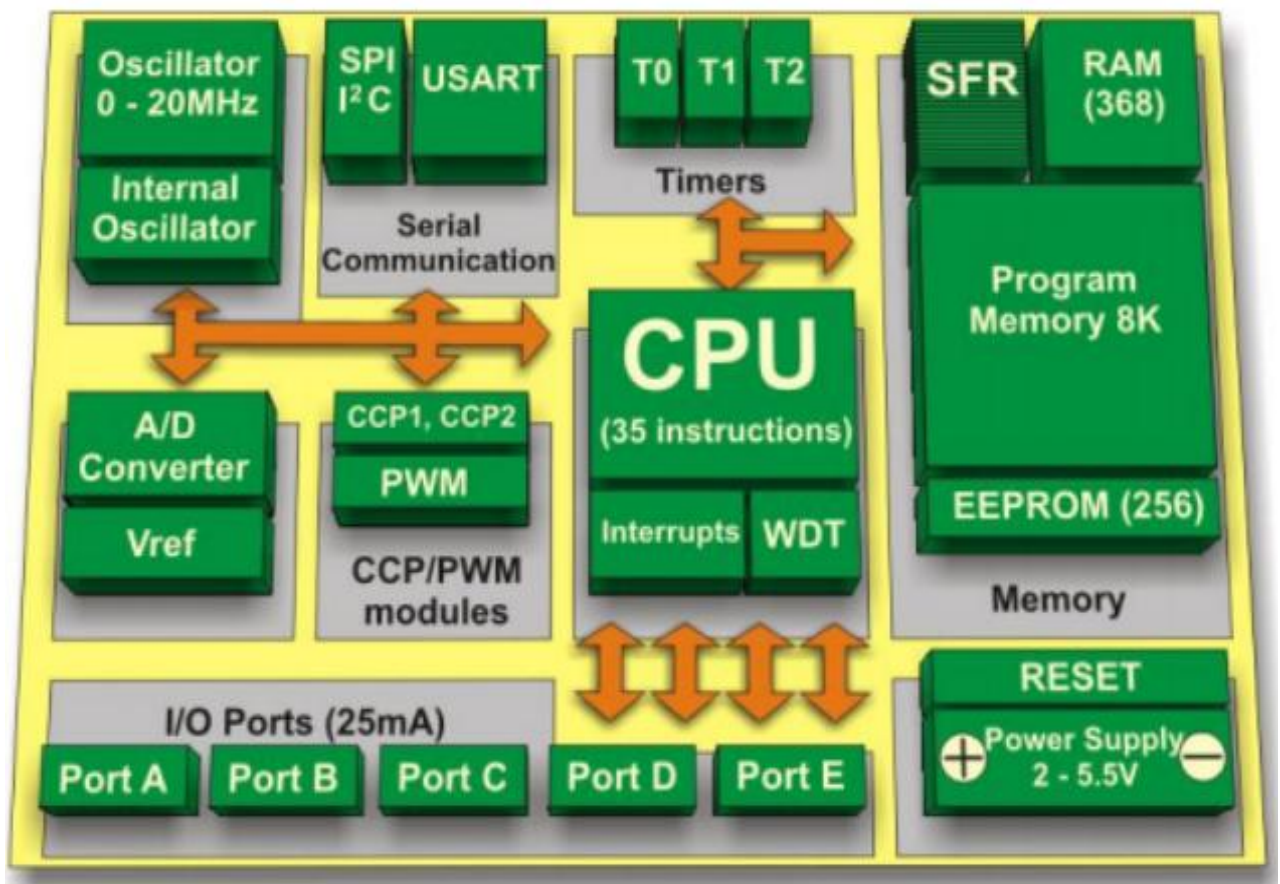 Oscillator
0 - 20MHz
Internal
Oscillator
SPI
I²C
USART
Serial
Communication
T0
T1
T2
Timers
SFR
RAM
(368)
Program
Memory 8K
EEPROM (256)
Memory
CPU
(35 instructions)
Interrupts
WDT
A/D
Converter
Vref
CCP1, CCP2
PWM
CCP/PWM
modules
I/O Ports (25mA)
Port A
Port B
Port C
Port D
Port E
RESET
+
Power Supply
2 - 5.5V
−